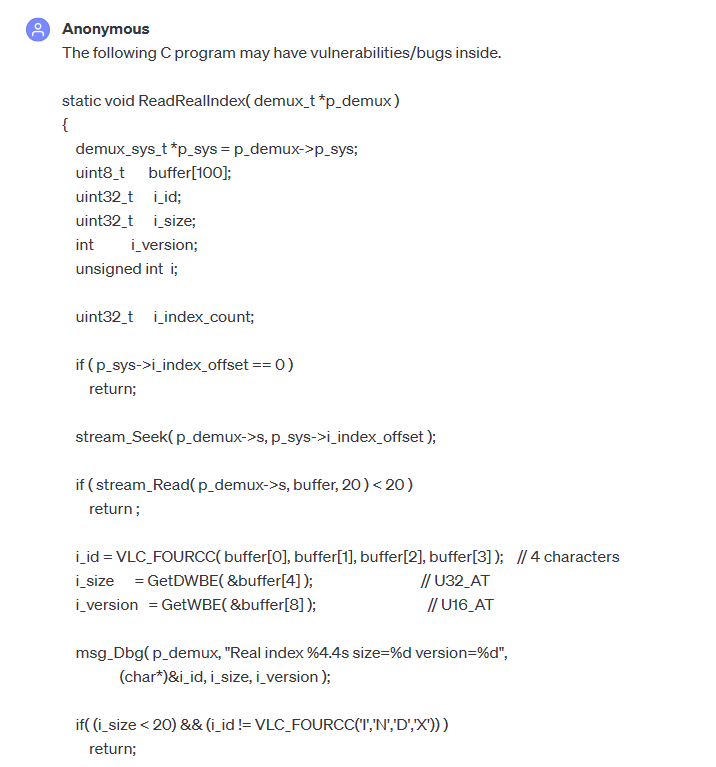 Anonymous
The following C program may have vulnerabilities/bugs inside.
static void ReadRealIndex( demux_t *p_demux )
{
demux_sys_t *p_sys = p_demux->p_sys;
uint8_t buffer[100];
uint32_t i_id;
uint32_t i_size;
int i_version;
unsigned int i;
uint32_t i_index_count;
if ( p_sys->i_index_offset == 0 )
return;
stream_Seek( p_demux->s, p_sys->i_index_offset );
if ( stream_Read( p_demux->s, buffer, 20 ) < 20 )
return ;
i_id = VLC_FOURCC( buffer[0], buffer[1], buffer[2], buffer[3] ); // 4 characters
i_size = GetDWBE( &buffer[4] ); // U32_AT
i_version = GetWBE( &buffer[8] ); // U16_AT
msg_Dbg( p_demux, "Real index %4.4s size=%d version=%d",
(char*)&i_id, i_size, i_version );
if( (i_size < 20) && (i_id != VLC_FOURCC('I','N','D','X')) )
return;